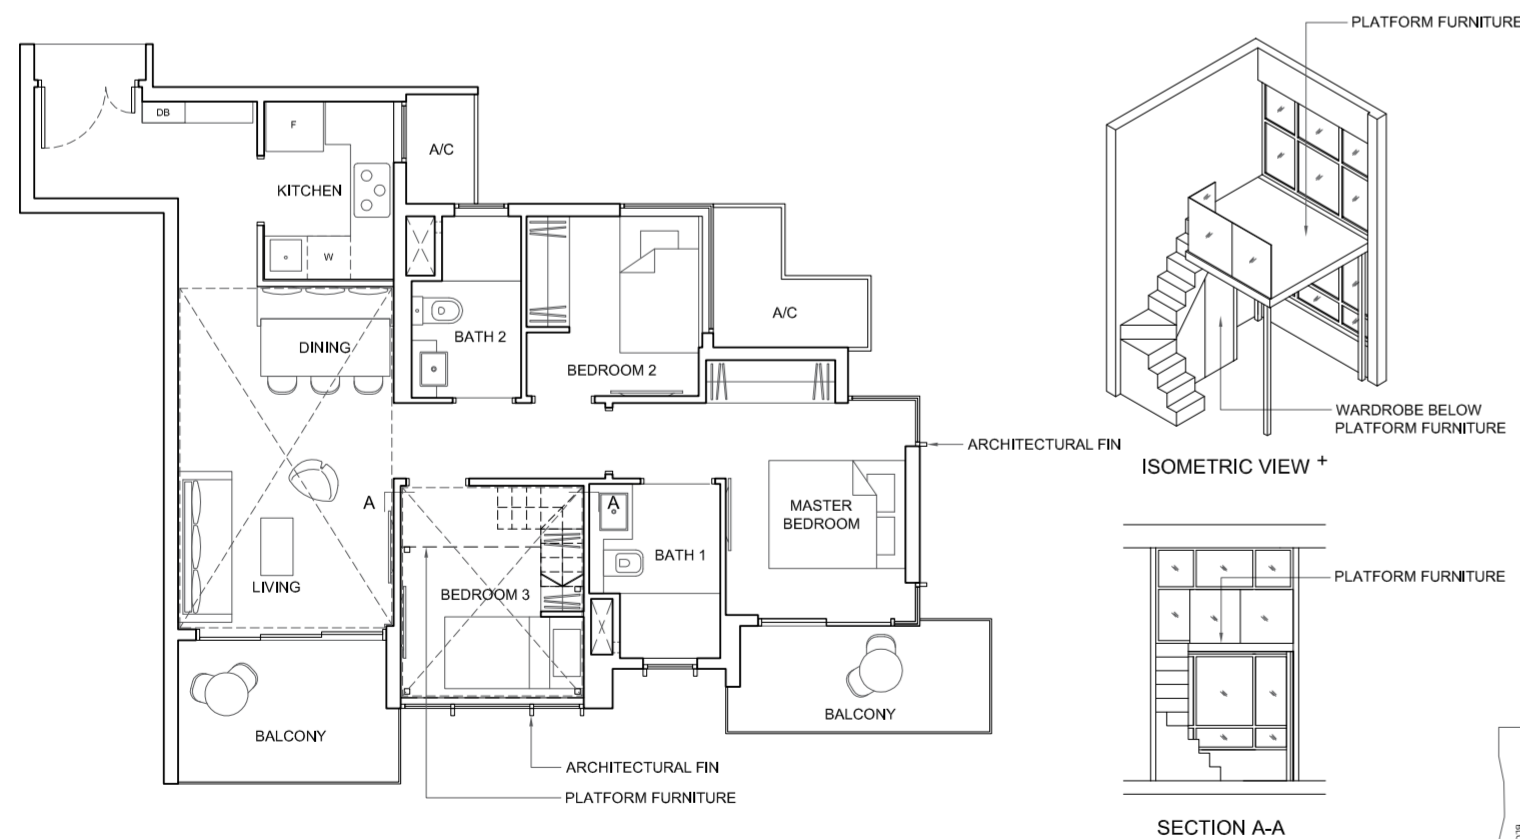 PLATFORM FURNITURE
DB
F
A/C
KITCHEN
W
A/C
DINING
BATH 2
BEDROOM 2
WARDROBE BELOW
PLATFORM FURNITURE
ARCHITECTURAL FIN
ISOMETRIC VIEW +
A
A
MASTER
BEDROOM
BATH 1
LIVING
BEDROOM 3
PLATFORM FURNITURE
BALCONY
BALCONY
ARCHITECTURAL FIN
PLATFORM FURNITURE
SECTION A-A